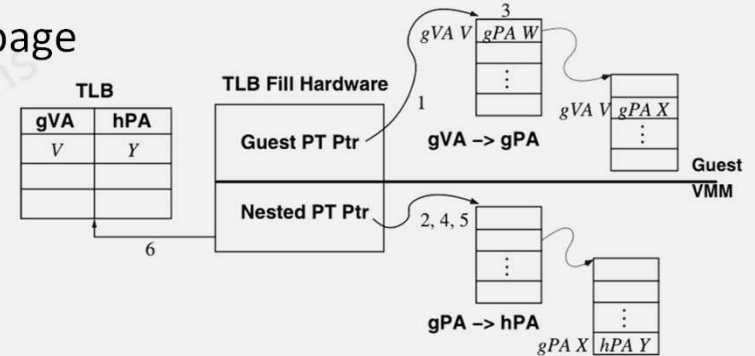 page
3
gVA V gPA W
TLB
TLB Fill Hardware
gVA hPA
1
gVA V gPA X
V Y
Guest PT Ptr
gVA –> gPA
Guest
VMM
Nested PT Ptr
2, 4, 5
6
gPA –> hPA
gPA X hPA Y